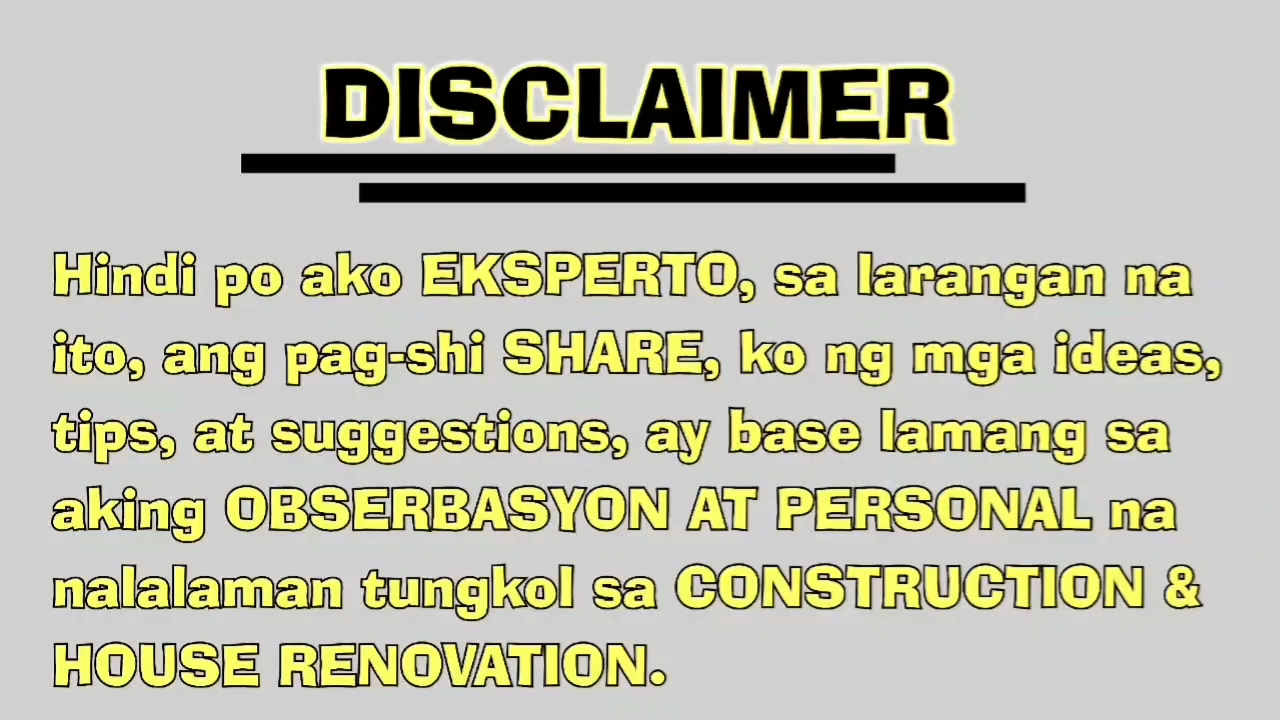 DISCLAIMER
Hindi po ako EKSPERTO, sa larangan na
ito, ang pag-shi SHARE, ko ng mga ideas,
tips, at suggestions, ay base lamang sa
aking OBSERBASYON AT PERSONAL na
nalalaman tungkol sa CONSTRUCTION &
HOUSE RENOVATION.